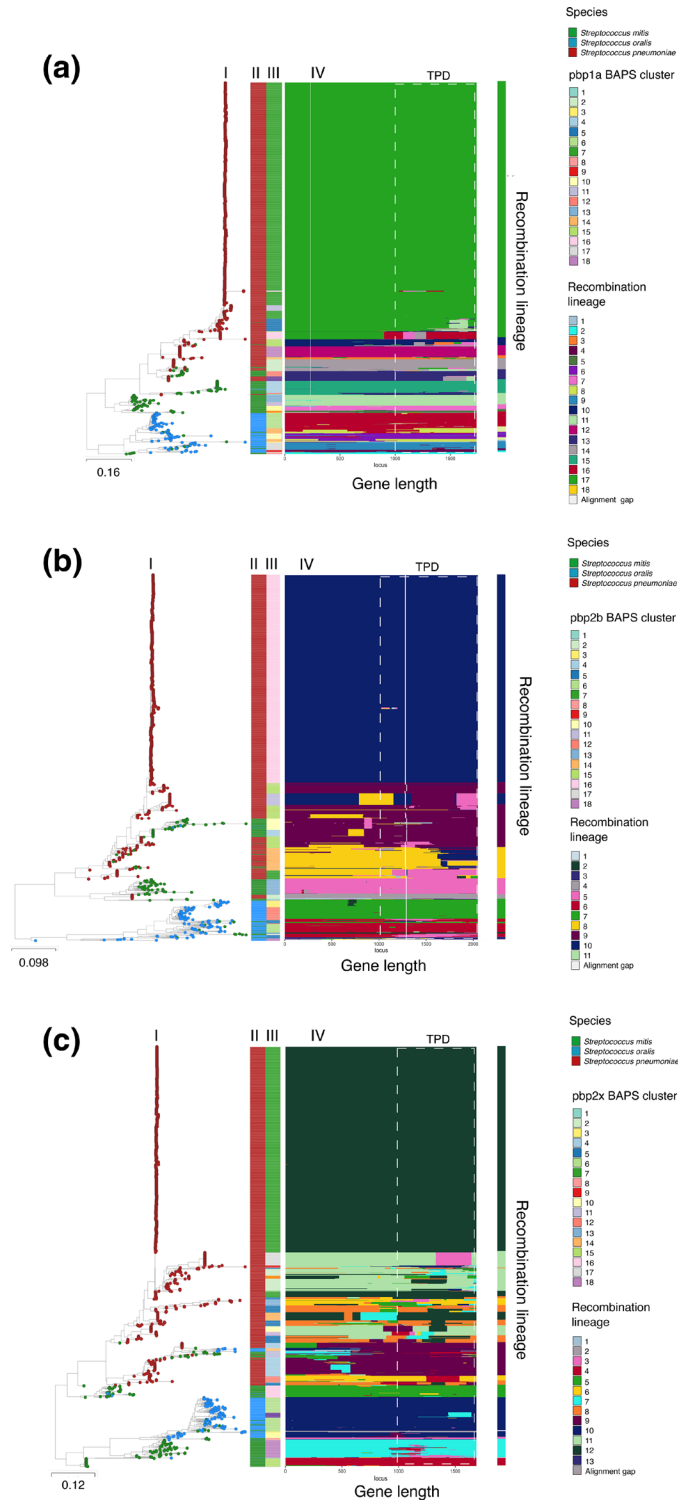 (a)
I II III IV TPD
Recombination lineage
0.16
0 500 1000 1500
locus
Gene length
Species
Streptococcus mitis
Streptococcus oralis
Streptococcus pneumoniae
pbp1a BAPS cluster
1
2
3
4
5
6
7
8
9
10
11
12
13
14
15
16
17
18
Recombination
lineage
1
2
3
4
5
6
7
8
9
10
11
12
13
14
15
16
17
18
Alignment gap
(b)
I II III IV TPD
Recombination lineage
0.098
0 500 1000 1500 2000
locus
Gene length
Species
Streptococcus mitis
Streptococcus oralis
Streptococcus pneumoniae
pbp2b BAPS cluster
1
2
3
4
5
6
7
8
9
10
11
12
13
14
15
16
17
18
Recombination
lineage
1
2
3
4
5
6
7
8
9
10
11
Alignment gap
(c)
I II III IV TPD
Recombination lineage
0.12
0 500 1000 1500
locus
Gene length
Species
Streptococcus mitis
Streptococcus oralis
Streptococcus pneumoniae
pbp2x BAPS cluster
1
2
3
4
5
6
7
8
9
10
11
12
13
14
15
16
17
18
Recombination
lineage
1
2
3
4
5
6
7
8
9
10
11
12
13
Alignment gap